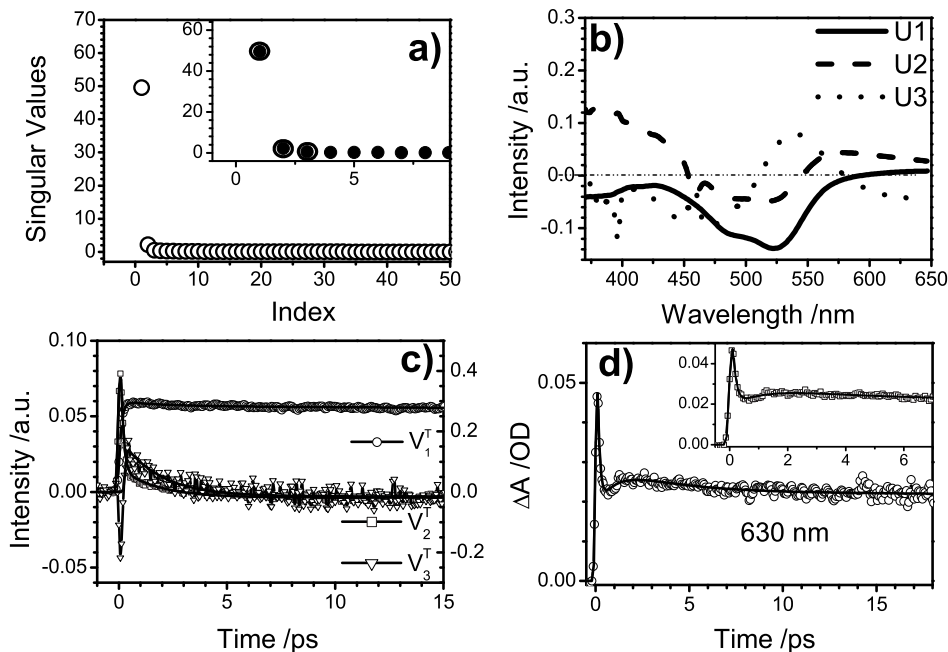 a)
Singular Values
70
60
50
40
30
20
10
0
60
40
20
0
0
5
0
10
20
30
40
50
Index
b)
U1
U2
U3
Intensity /a.u.
0.3
0.2
0.1
0.0
-0.1
400
450
500
550
600
650
Wavelength /nm
c)
Intensity /a.u.
0.10
0.05
0.00
-0.05
0.4
0.2
0.0
-0.2
V1T
V2T
V3T
0
5
10
15
Time /ps
d)
ΔA /OD
0.05
0.00
0.04
0.02
0.00
0
2
4
6
630 nm
0
5
10
15
Time /ps